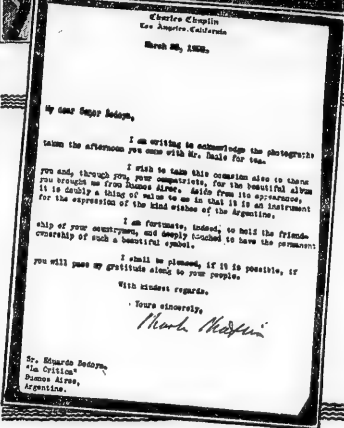 Charles Chaplin
Los Angeles, California
March
My dear Senor Bedoya,
I am writing to acknowledge the photographs
taken the afternoon you came with Mr. for tea.
I wish to take this occasion also to thank
you and, through you, your countrymen, for the beautiful album
you brought me from Buenos Aires. Aside from its appearance,
it is doubly a thing of value to me in that it is an instrument
for the expression of the kind wishes of the Argentine.
I am fortunate, indeed, to hold the friend-
ship of your countrymen, and deeply touched to have the permanent
ownership of such a beautiful symbol.
I shall be pleased, if it is possible, if
you will pass my gratitude along to your people.
With kindest regards.
Yours sincerely,
Charles Chaplin
Sr. Eduardo Bedoya,
"La Critica"
Buenos Aires,
Argentine.